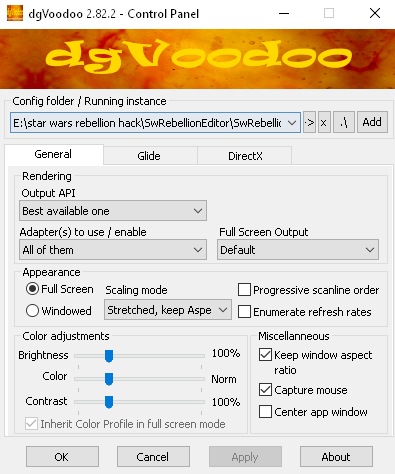 dgVoodoo 2.82.2 - Control Panel
dgVoodoo
Config folder / Running instance
E:\star wars rebellion hack\SwRebellionEditor\SwRebellic
-> x .\ Add
General Glide DirectX
Rendering
Output API
Best available one
Adapter(s) to use / enable Full Screen Output
All of them Default
Appearance
Full Screen Scaling mode Progressive scanline order
Windowed Stretched, keep Aspe Enumerate refresh rates
Color adjustments Miscellaneous
Brightness 100% Keep window aspect
ratio
Color Norm Capture mouse
Contrast 100% Center app window
Inherit Color Profile in full screen mode
OK Cancel Apply About